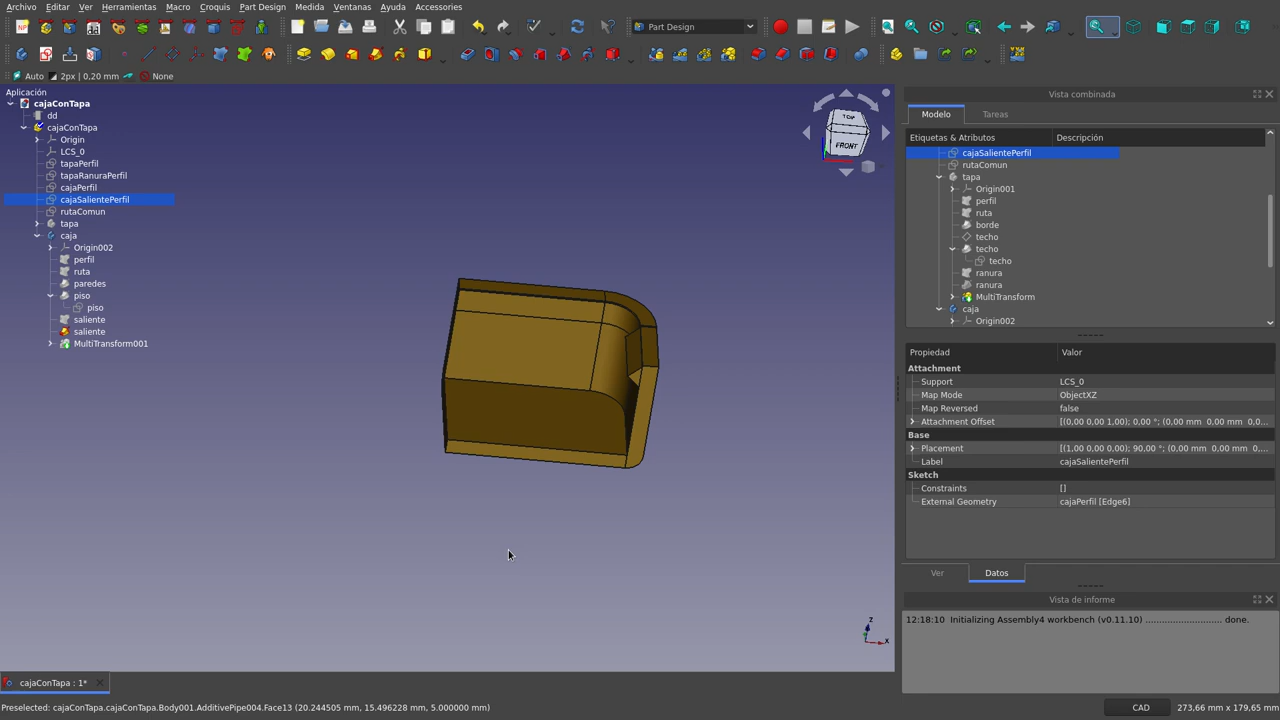 Archivo Editar Ver Herramientas Macro Croquis Part Design Medida Ventanas Ayuda Accessories
Part Design
Auto 2px | 0,20 mm None
Aplicación
cajaConTapa
dd
cajaConTapa
Origin
LCS_0
tapaPerfil
tapaRanuraPerfil
cajaPerfil
cajaSalientePerfil
rutaComun
tapa
caja
Origin002
perfil
ruta
paredes
piso
piso
saliente
saliente
MultiTransform001
TOP
FRONT
Z
X
cajaConTapa : 1*
Vista combinada
Modelo Tareas
Etiquetas & Atributos Descripción
cajaSalientePerfil
rutaComun
tapa
Origin001
perfil
ruta
borde
techo
techo
techo
ranura
ranura
MultiTransform
caja
Origin002
Propiedad Valor
Attachment
Support LCS_0
Map Mode ObjectXZ
Map Reversed false
Attachment Offset [(0,00 0,00 1,00); 0,00 °; (0,00 mm 0,00 mm 0,0...
Base
Placement [(1,00 0,00 0,00); 90,00 °; (0,00 mm 0,00 mm 0,...
Label cajaSalientePerfil
Sketch
Constraints []
External Geometry cajaPerfil [Edge6]
Ver Datos
Vista de informe
12:18:10 Initializing Assembly4 workbench (v0.11.10) ........................... done.
Preselected: cajaConTapa.cajaConTapa.Body001.AdditivePipe004.Face13 (20.244505 mm, 15.496228 mm, 5.000000 mm)
CAD 273,66 mm x 179,65 mm